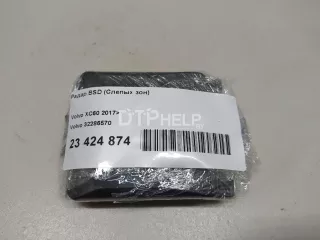 Радар BSD (Слепых зон)
Volvo XC60 2017>
Volvo 32286570
DTPHELP
23 424 874